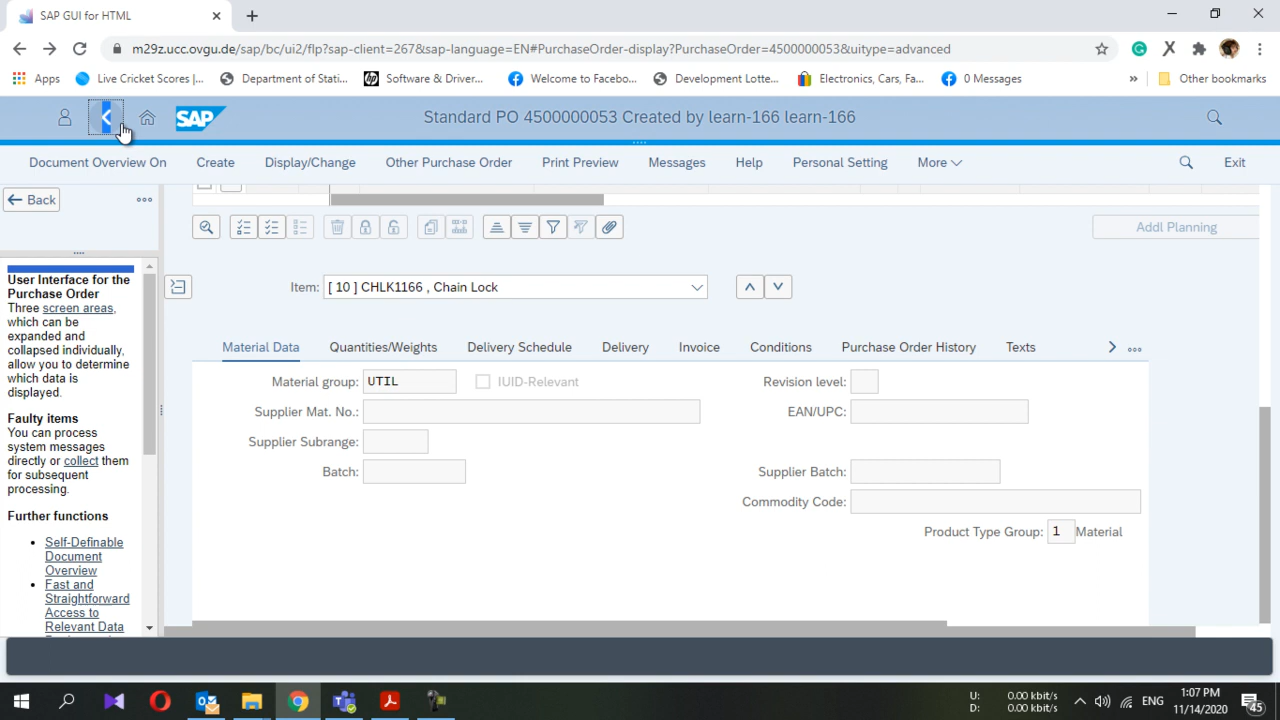 SAP GUI for HTML
m29z.ucc.ovgu.de/sap/bc/ui2/flp?sap-client=267&sap-language=EN#PurchaseOrder-display?PurchaseOrder=4500000053&uitype=advanced
Apps Live Cricket Scores |... Department of Stati... Software & Driver... Welcome to Facebo... Development Lotte... Electronics, Cars, Fa... 0 Messages » Other bookmarks
SAP Standard PO 4500000053 Created by learn-166 learn-166
Document Overview On Create Display/Change Other Purchase Order Print Preview Messages Help Personal Setting More Exit
Back
Addl Planning
User Interface for the
Purchase Order
Three screen areas,
which can be
expanded and
collapsed individually,
allow you to determine
which data is
displayed.
Faulty items
You can process
system messages
directly or collect them
for subsequent
processing.
Further functions
• Self-Definable
Document
Overview
• Fast and
Straightforward
Access to
Relevant Data
Item: [ 10 ] CHLK1166 , Chain Lock
Material Data Quantities/Weights Delivery Schedule Delivery Invoice Conditions Purchase Order History Texts
Material group: UTIL IUID-Relevant Revision level:
Supplier Mat. No.: EAN/UPC:
Supplier Subrange:
Batch: Supplier Batch:
Commodity Code:
Product Type Group: 1 Material
U: 0.00 kbit/s
D: 0.00 kbit/s
ENG
1:07 PM
11/14/2020
45